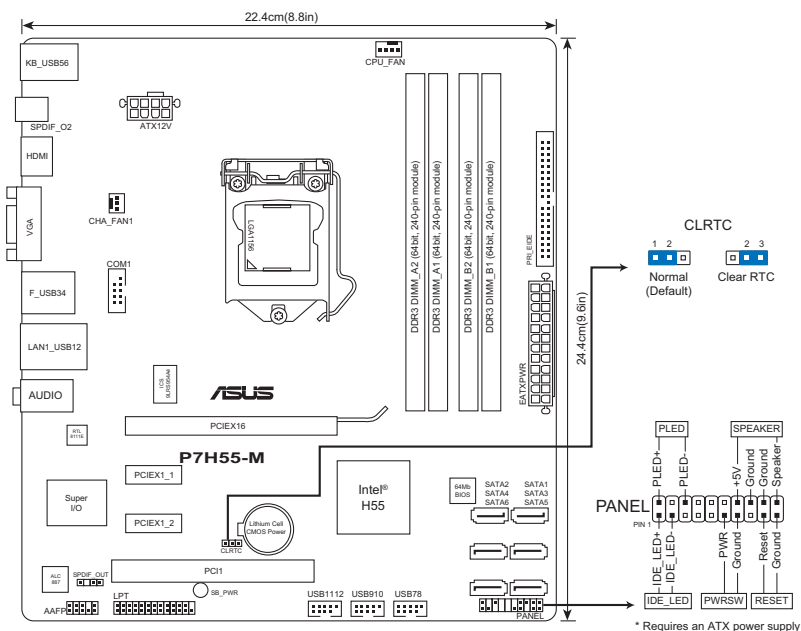 22.4cm(8.8in)
KB_USB56
CPU_FAN
SPDIF_O2
ATX12V
HDMI
CHA_FAN1
VGA
COM1
F_USB34
LAN1_USB12
AUDIO
LGA1156
DDR3 DIMM_A2 (64bit, 240-pin module)
DDR3 DIMM_A1 (64bit, 240-pin module)
DDR3 DIMM_B2 (64bit, 240-pin module)
DDR3 DIMM_B1 (64bit, 240-pin module)
PRI_EIDE
EATXPWR
24.4cm(9.6in)
ICS
ASUS
RTL
8111E
PCIEX16
P7H55-M
PCIEX1_1
Super
I/O
PCIEX1_2
Lithium Cell
CMOS Power
CLRTC
Intel®
H55
64Mb
BIOS
SATA2 SATA1
SATA4 SATA3
SATA6 SATA5
ALC
887
SPDIF_OUT
PCI1
SB_PWR
AAFP
LPT
USB1112
USB910
USB78
PANEL
CLRTC
1 2
2 3
Normal
(Default)
Clear RTC
PLED
SPEAKER
PLED+
PLED-
+5V
Ground
Ground
Speaker-
PANEL
PIN 1
IDE_LED+
IDE_LED-
PWR
Ground
Reset
Ground
IDE_LED
PWRSW
RESET
* Requires an ATX power supply